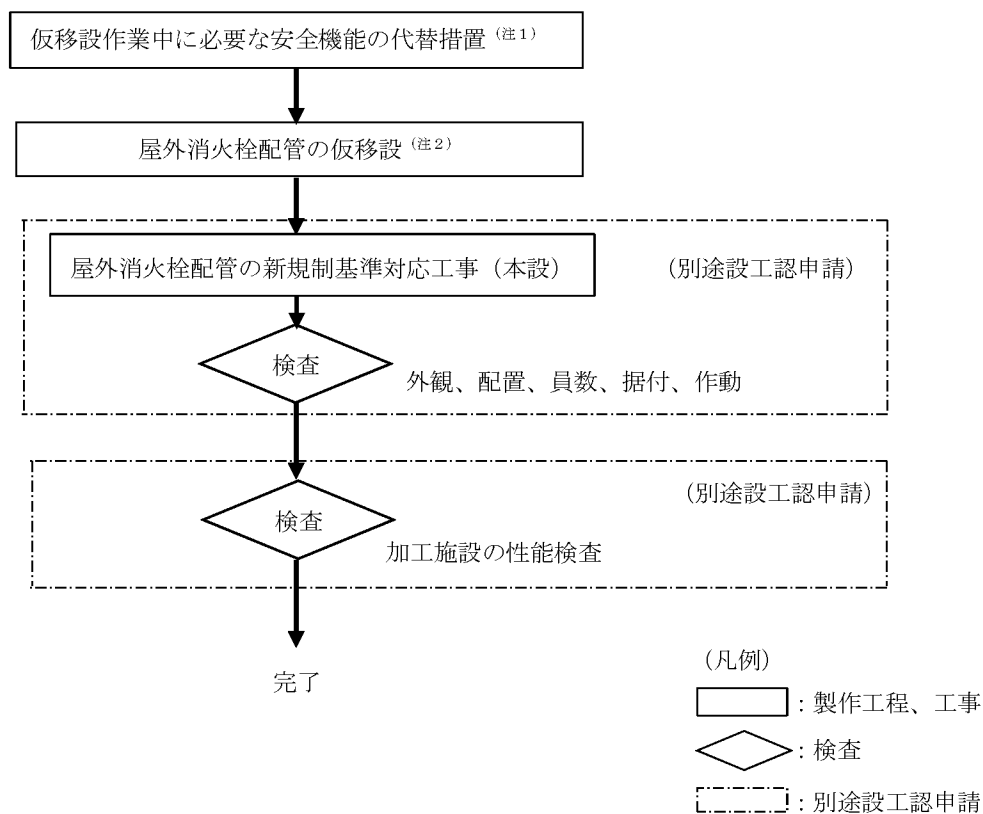 仮移設作業中に必要な安全機能の代替措置（注１）
屋外消火栓配管の仮移設（注２）
屋外消火栓配管の新規制基準対応工事（本設）
（別途設工認申請）
検査
外観、配置、員数、据付、作動
（別途設工認申請）
検査
加工施設の性能検査
完了
（凡例）
：製作工程、工事
：検査
：別途設工認申請